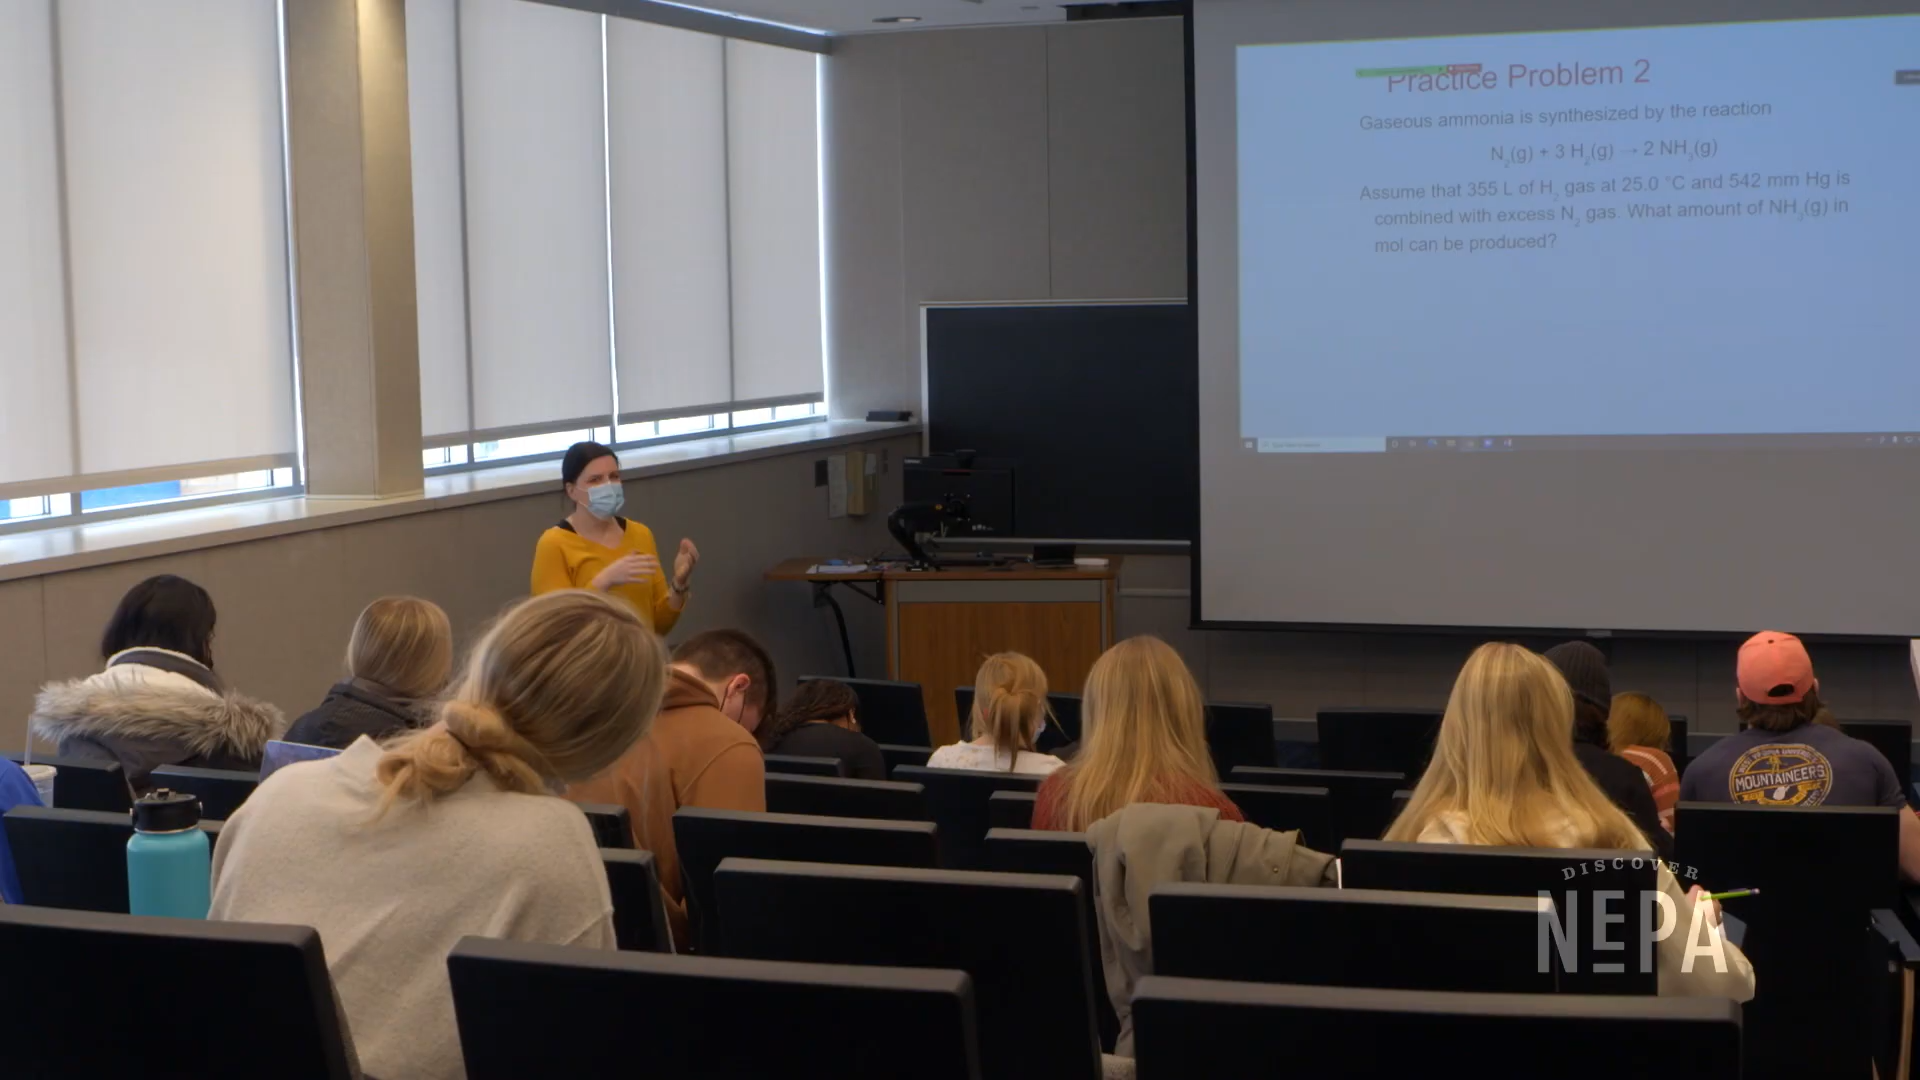 Practice Problem 2
Gaseous ammonia is synthesized by the reaction
N₂(g) + 3 H₂(g) → 2 NH₃(g)
Assume that 355 L of H₂ gas at 25.0 °C and 542 mm Hg is
combined with excess N₂ gas. What amount of NH₃(g) in
mol can be produced?
MOUNTAINEERS
DISCOVER
NEPA